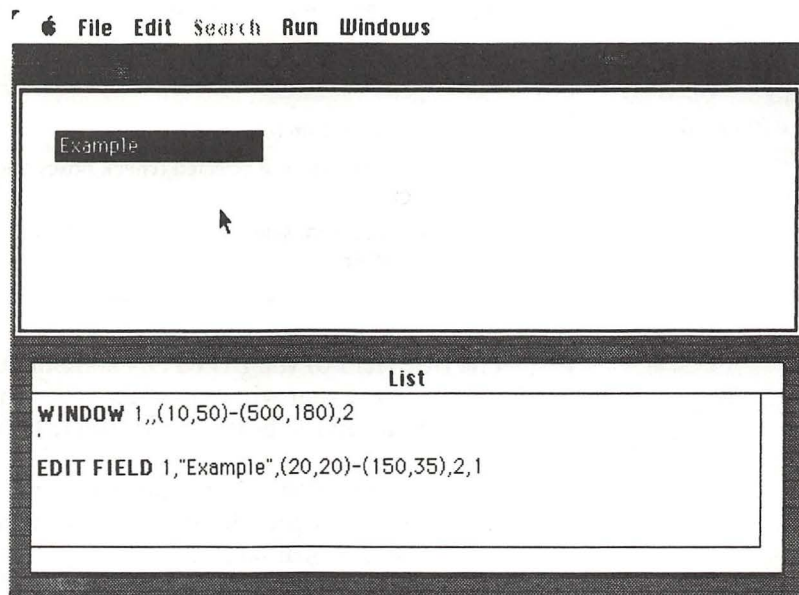 File Edit Search Run Windows
Example
List
WINDOW 1,,(10,50)-(500,180),2
'
EDIT FIELD 1,"Example",(20,20)-(150,35),2,1